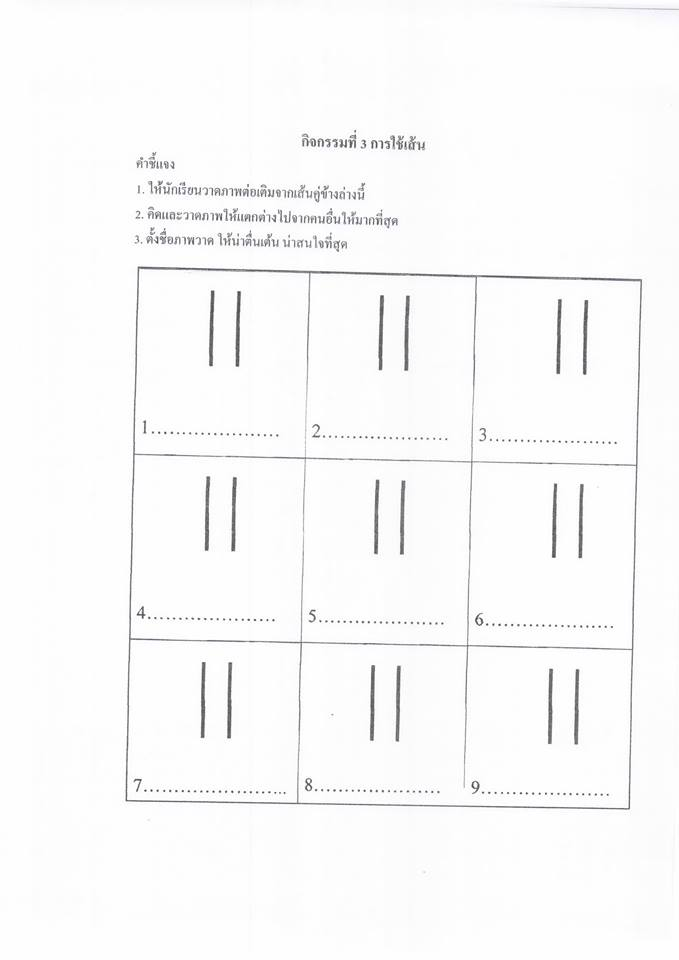 กิจกรรมที่ 3 การใช้เส้น
คำชี้แจง
1. ให้นักเรียนวาดภาพต่อเติมจากเส้นคู่ข้างล่างนี้
2. คิดและวาดภาพให้แตกต่างไปจากคนอื่นให้มากที่สุด
3. ตั้งชื่อภาพวาด ให้น่าตื่นเต้น น่าสนใจที่สุด
1.....................
2.....................
3.....................
4.....................
5.....................
6.....................
7.......................
8.....................
9.....................